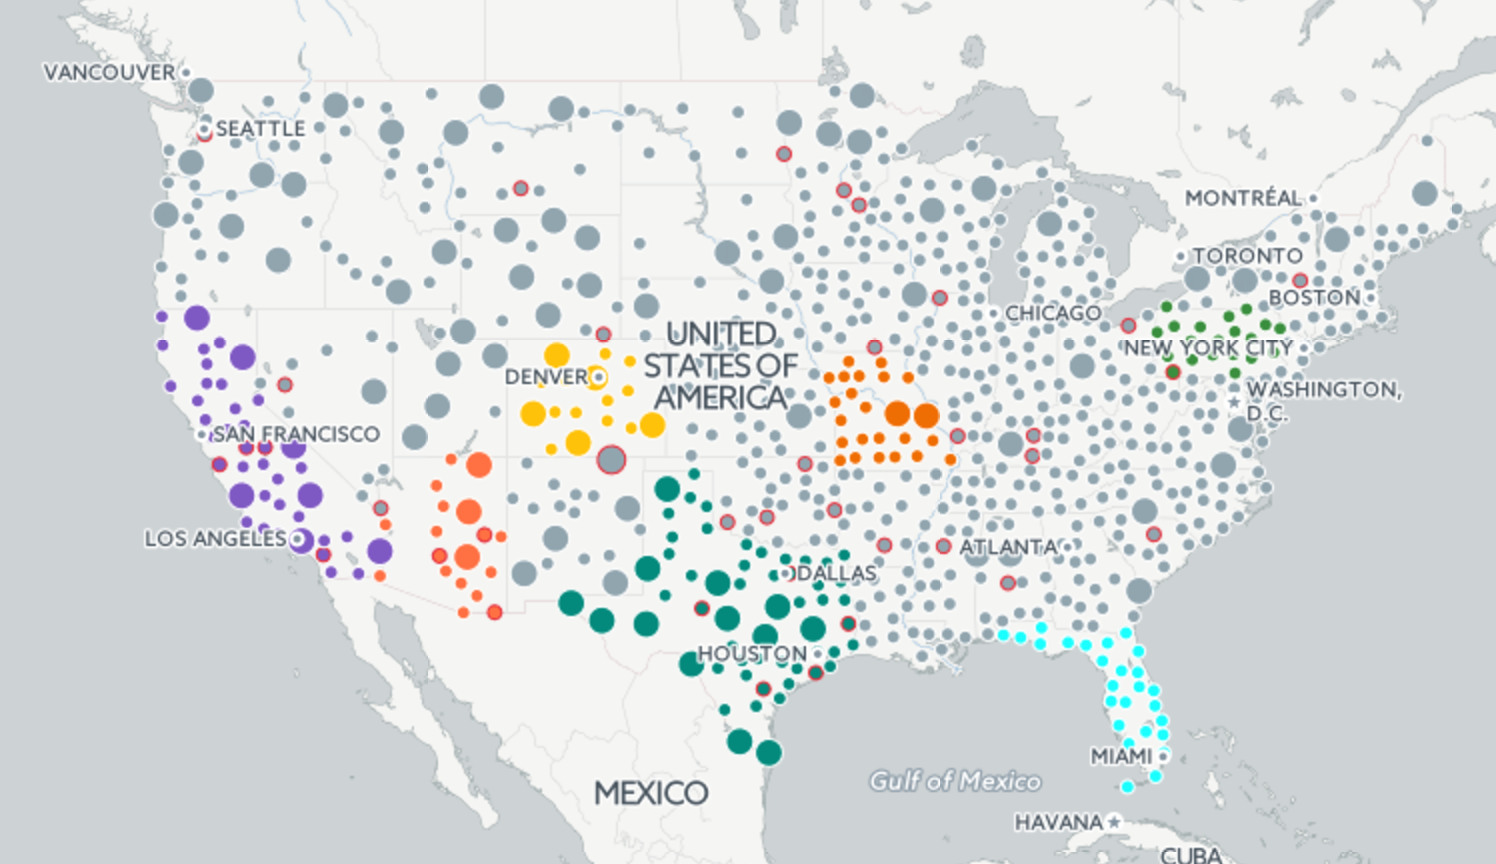 VANCOUVER
SEATTLE
MONTRÉAL
TORONTO
BOSTON
CHICAGO
UNITED
STATES OF
AMERICA
NEW YORK CITY
DENVER
WASHINGTON,
D.C.
SAN FRANCISCO
LOS ANGELES
ATLANTA
DALLAS
HOUSTON
MIAMI
Gulf of Mexico
MEXICO
HAVANA
CUBA